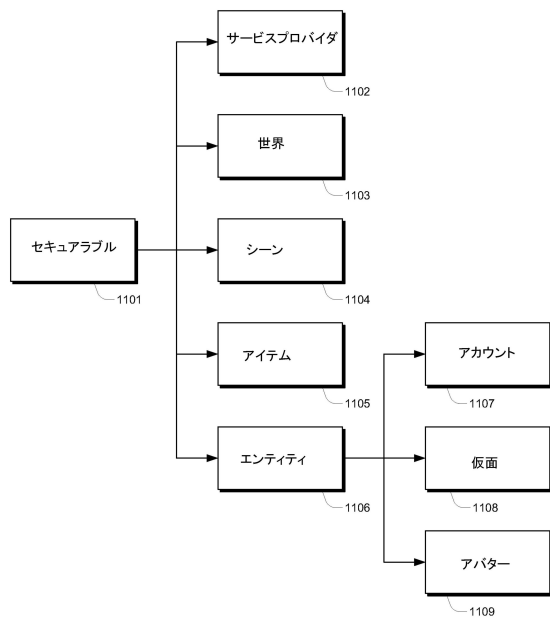 サービスプロバイダ
1102
世界
1103
セキュアラブル
1101
シーン
1104
アイテム
1105
アカウント
1107
エンティティ
1106
仮面
1108
アバター
1109